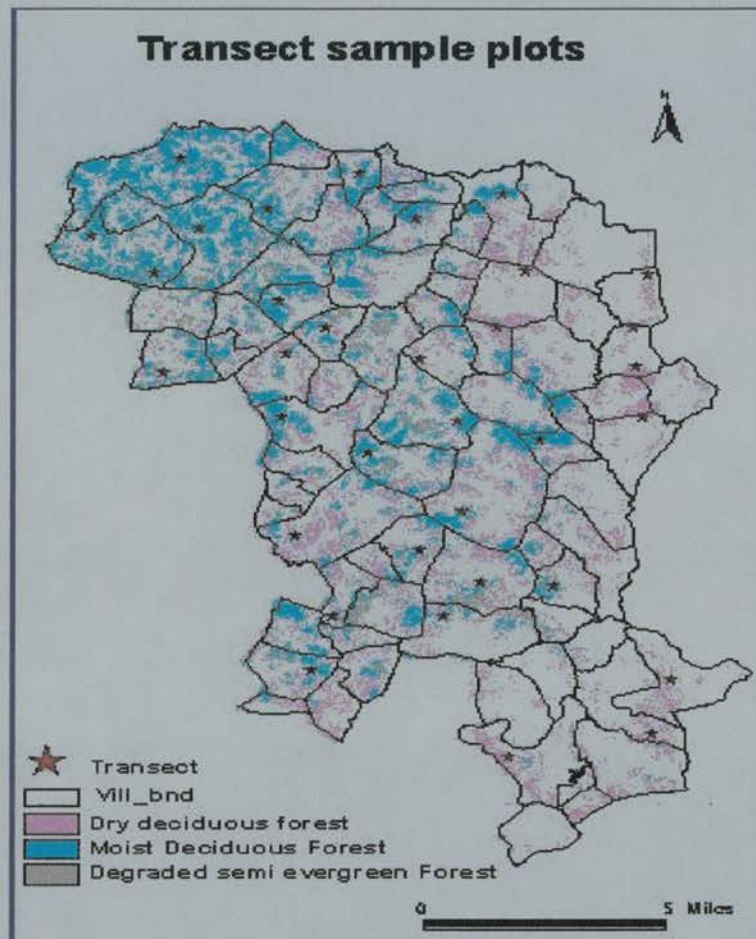 Transect sample plots
N
Transect
Vill_bnd
Dry deciduous forest
Moist Deciduous Forest
Degraded semi evergreen Forest
0 5 Miles